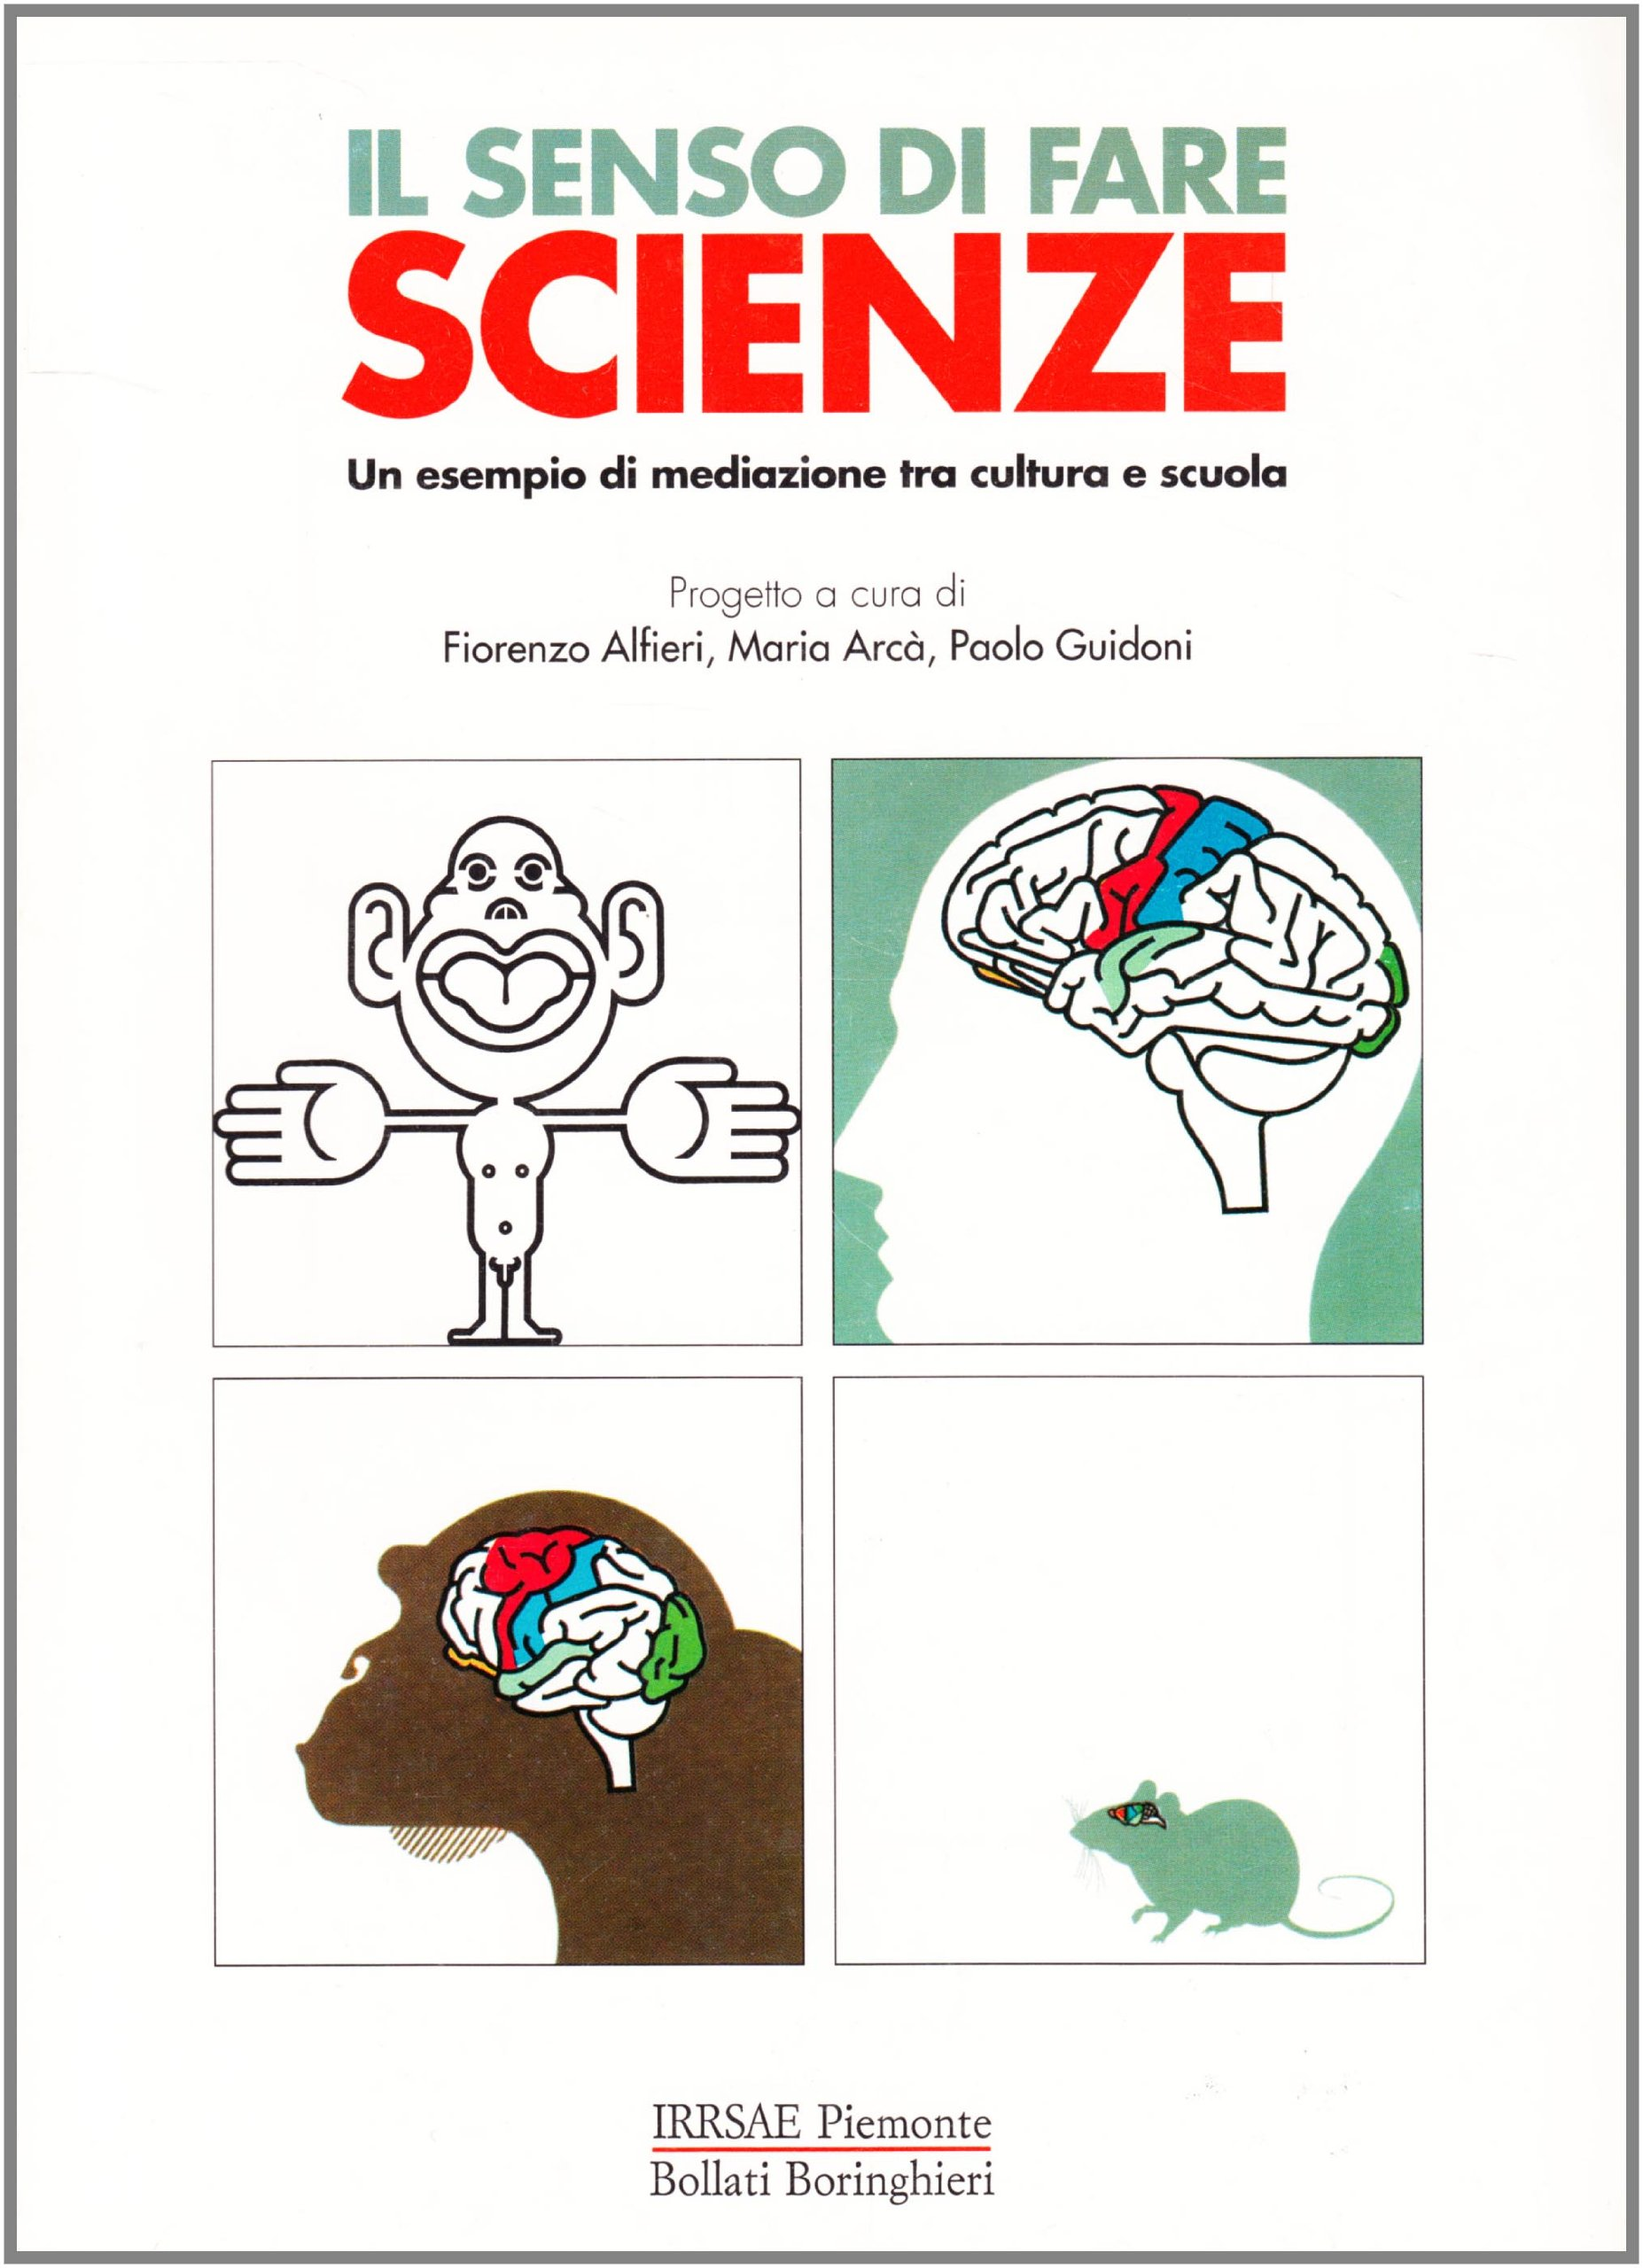 IL SENSO DI FARE
SCIENZE
Un esempio di mediazione tra cultura e scuola
Progetto a cura di
Fiorenzo Alfieri, Maria Arcà, Paolo Guidoni
IRRSAE Piemonte
Bollati Boringhieri